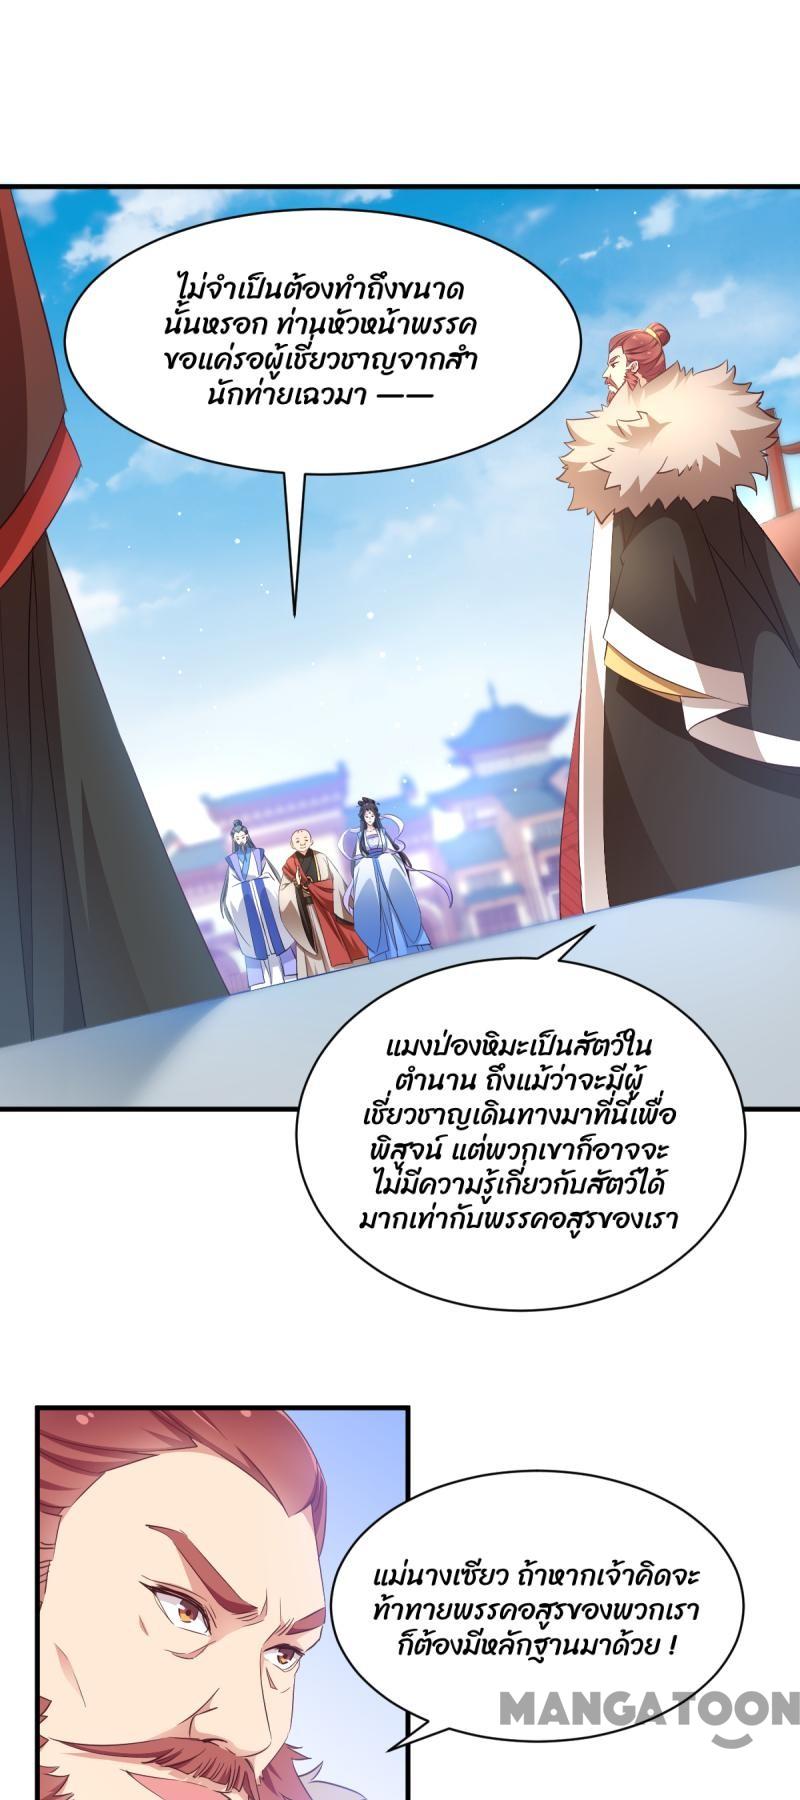 ไม่จำเป็นต้องทำถึงขนาด
นั้นหรอก ท่านหัวหน้าพรรค
ขอแค่รอผู้เชี่ยวชาญจากสำ
นักท่ายเฉวมา ——
แมงป่องหิมะเป็นสัตว์ใน
ตำนาน ถึงแม้ว่าจะมีผู้
เชี่ยวชาญเดินทางมาที่นี่เพื่อ
พิสูจน์ แต่พวกเขาก็อาจจะ
ไม่มีความรู้เกี่ยวกับสัตว์ได้
มากเท่ากับพรรคอสูรของเรา
แม่นางเซียว ถ้าหากเจ้าคิดจะ
ท้าทายพรรคอสูรของพวกเรา
ก็ต้องมีหลักฐานมาด้วย !
MANGATOON